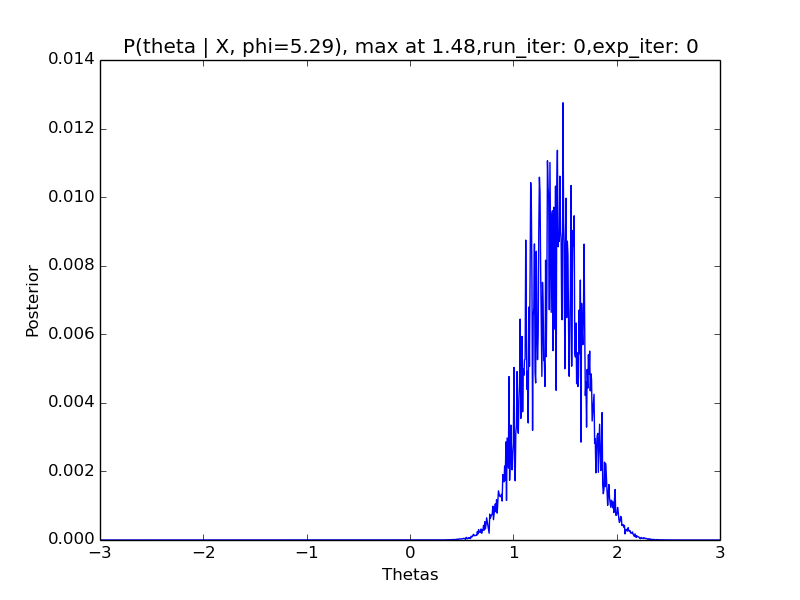 P(theta | X, phi=5.29), max at 1.48,run_iter: 0,exp_iter: 0
0.014
0.012
0.010
0.008
0.006
0.004
0.002
0.000
Posterior
−3 −2 −1 0 1 2 3
Thetas